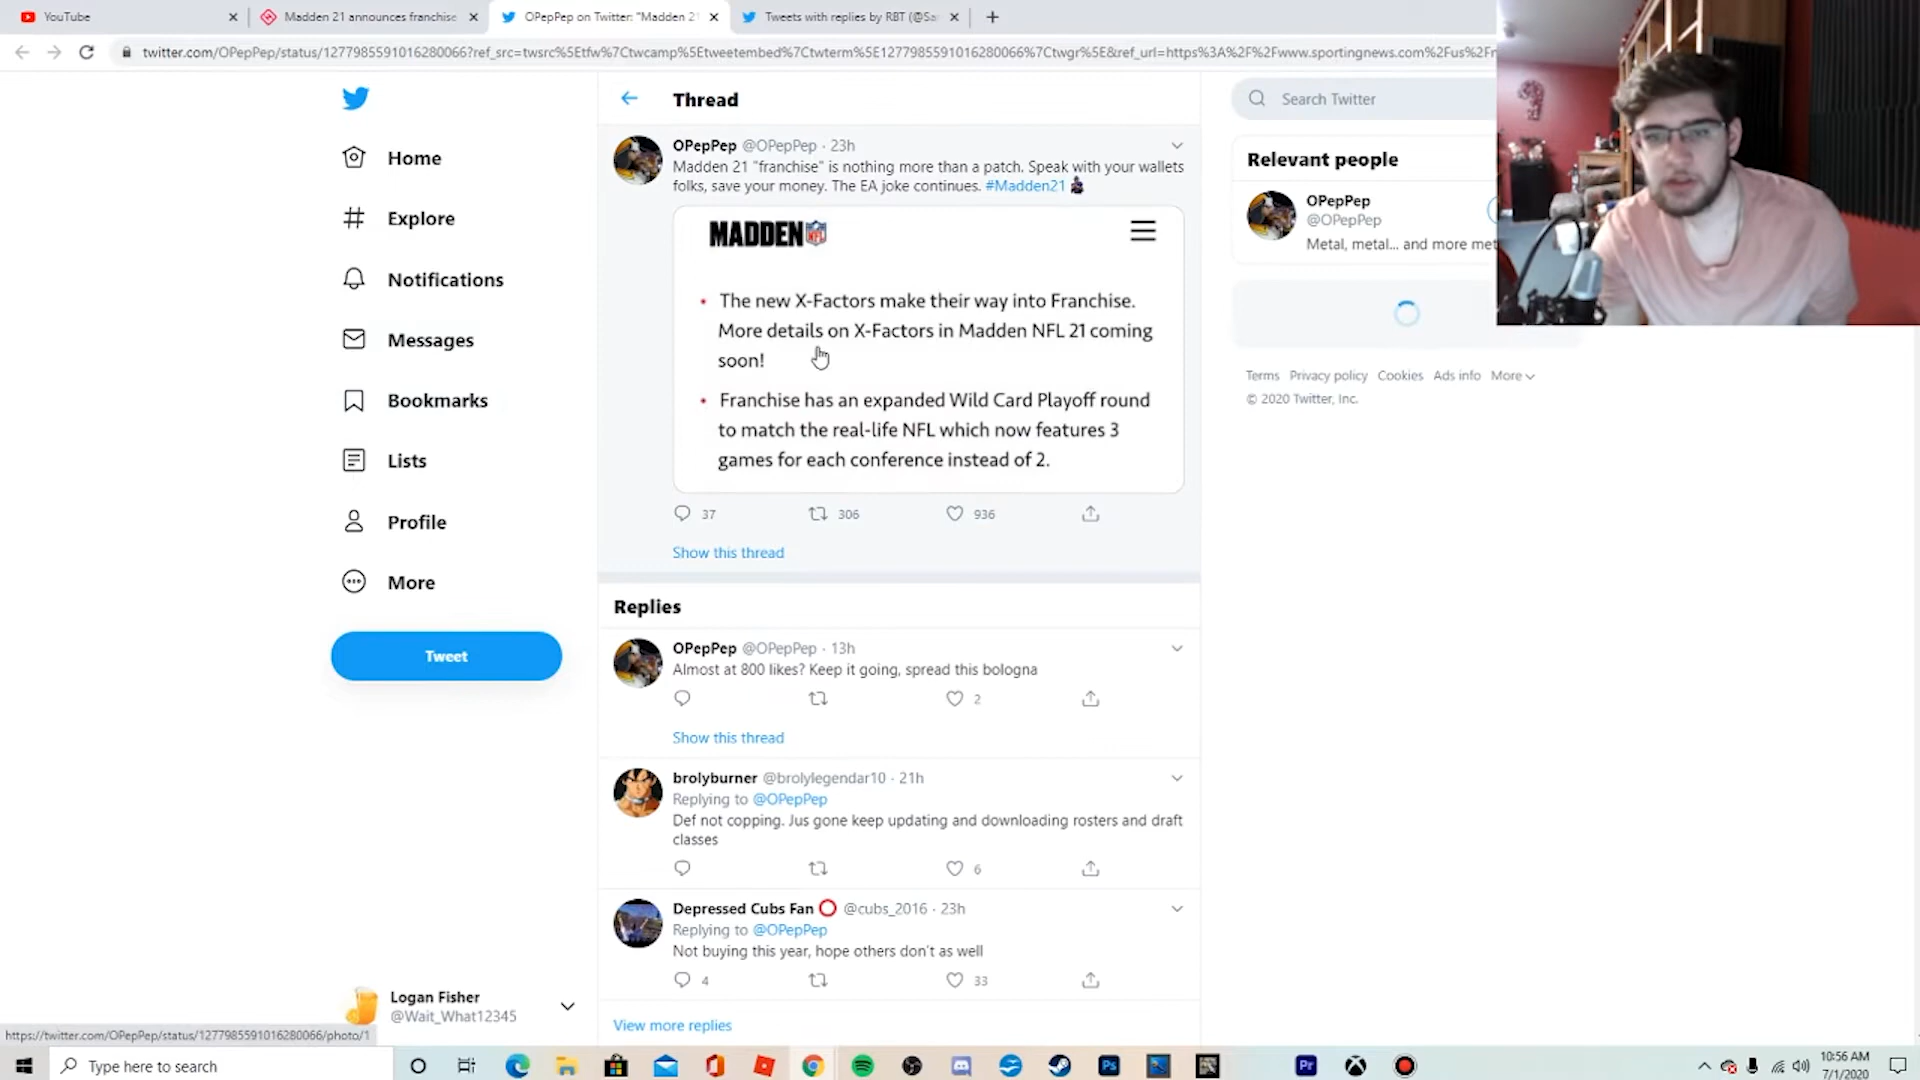 YouTube
Madden 21 announces franchise
OPepPep on Twitter: "Madden 21
Tweets with replies by RBT (@Sa
twitter.com/OPepPep/status/1277985591016280066?ref_src=twsrc%5Etfw%7Ctwcamp%5Etweetembed%7Ctwterm%5E1277985591016280066%7Ctwgr%5E&ref_url=https%3A%2F%2Fwww.sportingnews.com%2Fus%2Fn
Home
Explore
Notifications
Messages
Bookmarks
Lists
Profile
More
Tweet
Logan Fisher
@Wait_What12345
Thread
OPepPep @OPepPep · 23h
Madden 21 "franchise" is nothing more than a patch. Speak with your wallets
folks, save your money. The EA joke continues. #Madden21
MADDEN NFL
• The new X-Factors make their way into Franchise.
More details on X-Factors in Madden NFL 21 coming
soon!
• Franchise has an expanded Wild Card Playoff round
to match the real-life NFL which now features 3
games for each conference instead of 2.
37 306 936
Show this thread
Replies
OPepPep @OPepPep · 13h
Almost at 800 likes? Keep it going, spread this bologna
2
Show this thread
brolyburner @brolylegendar10 · 21h
Replying to @OPepPep
Def not copping. Jus gone keep updating and downloading rosters and draft
classes
6
Depressed Cubs Fan @cubs_2016 · 23h
Replying to @OPepPep
Not buying this year, hope others don't as well
4 33
View more replies
Search Twitter
Relevant people
OPepPep
@OPepPep
Metal, metal... and more met
Terms Privacy policy Cookies Ads info More
© 2020 Twitter, Inc.
https://twitter.com/OPepPep/status/1277985591016280066/photo/1
Type here to search
Ps
Pr
10:56 AM
7/1/2020